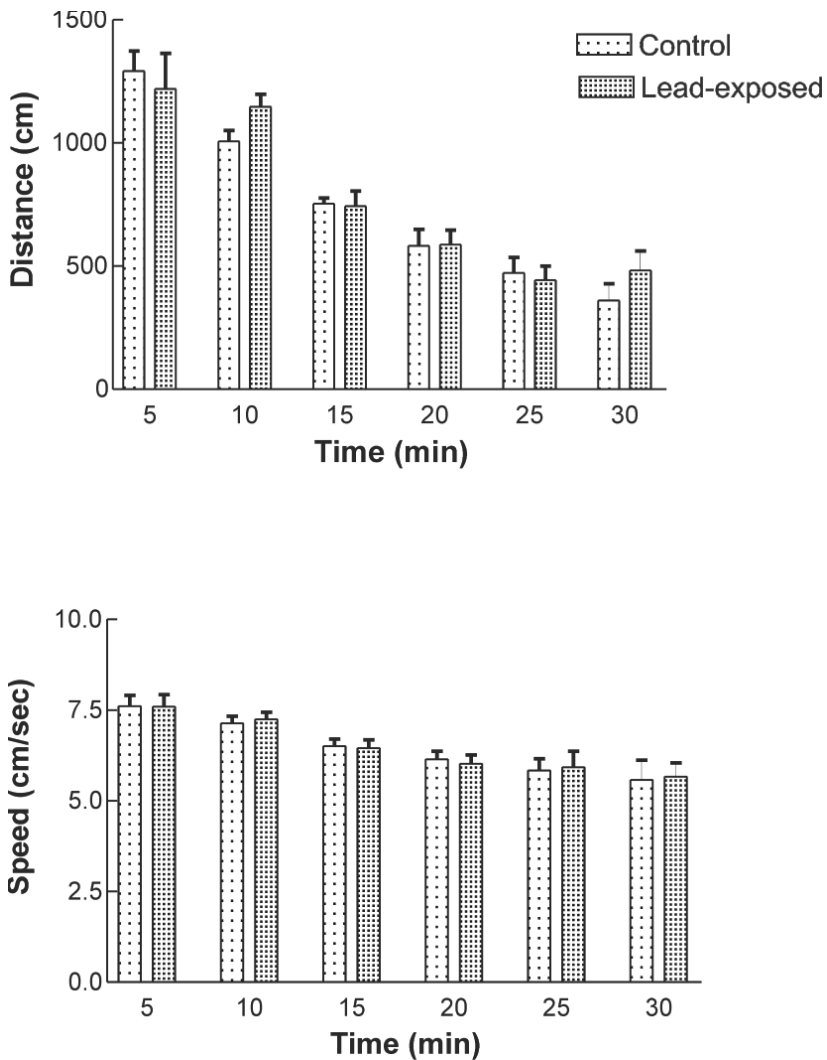 1500
Control
Lead-exposed
1000
500
0
Distance (cm)
5 10 15 20 25 30
Time (min)
10.0
7.5
5.0
2.5
0.0
Speed (cm/sec)
5 10 15 20 25 30
Time (min)